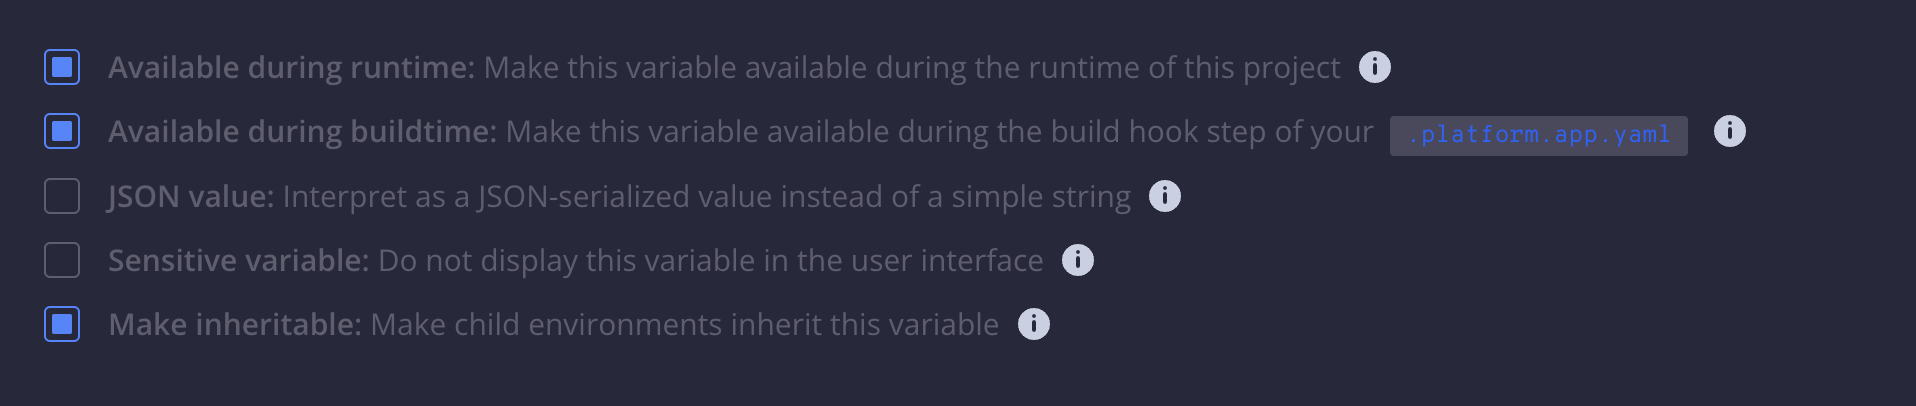 Available during runtime: Make this variable available during the runtime of this project
Available during buildtime: Make this variable available during the build hook step of your .platform.app.yaml
JSON value: Interpret as a JSON-serialized value instead of a simple string
Sensitive variable: Do not display this variable in the user interface
Make inheritable: Make child environments inherit this variable